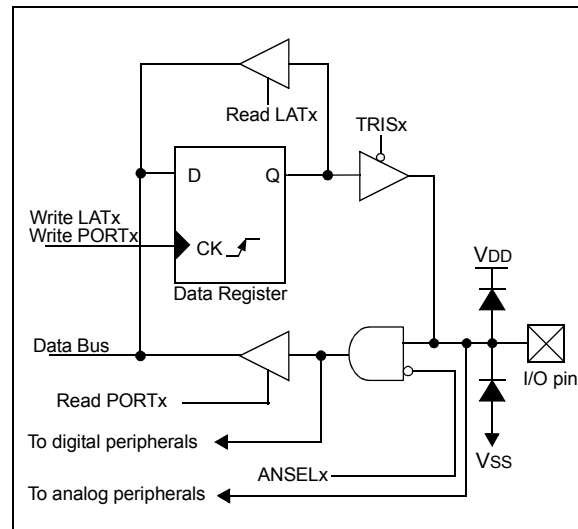 Read LATx
TRISx
D
Q
Write LATx
Write PORTx
CK
Data Register
VDD
Data Bus
I/O pin
Read PORTx
To digital peripherals
ANSELx
VSS
To analog peripherals